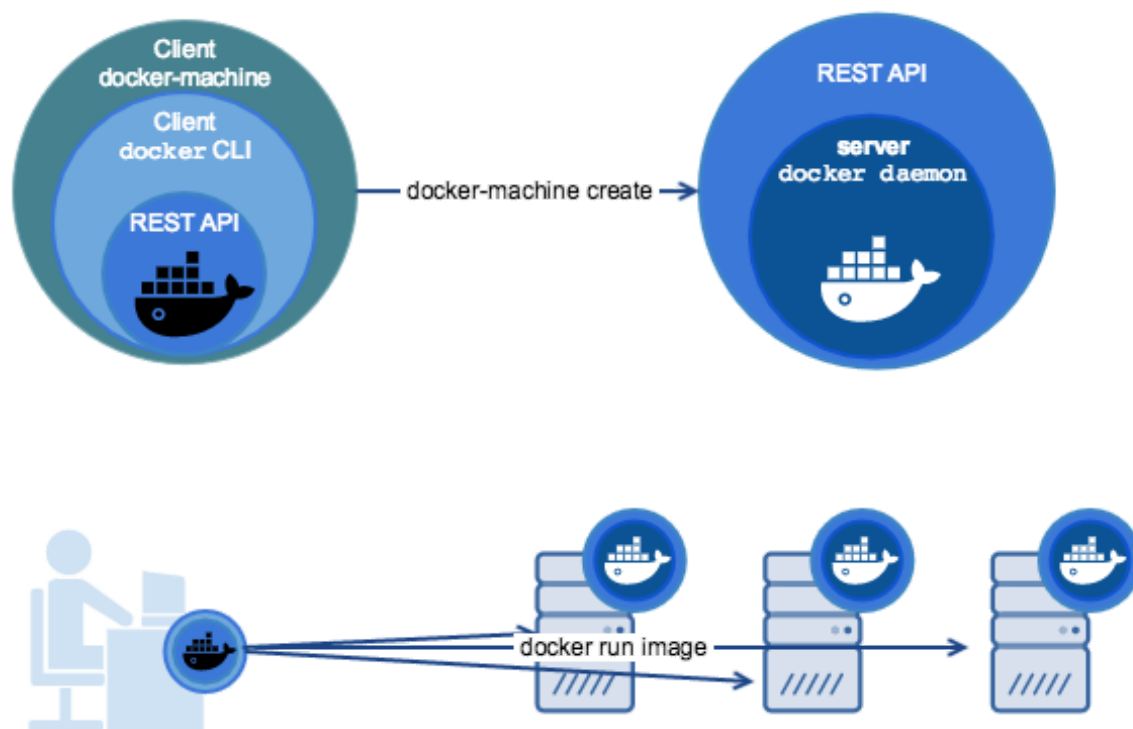 Client
docker-machine
Client
docker CLI
REST API
docker-machine create
REST API
server
docker daemon
docker run image